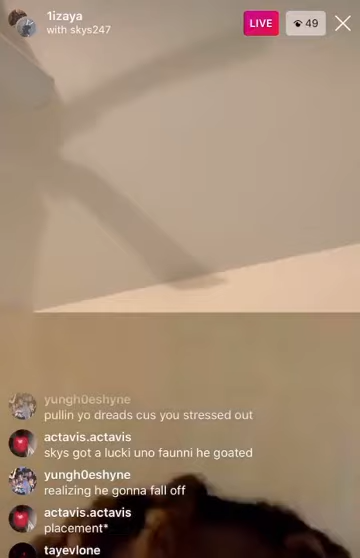 1izaya
with skys247
LIVE
49
yungh0eshyne
pullin yo dreads cus you stressed out
actavis.actavis
skys got a lucki uno faunni he goated
yungh0eshyne
realizing he gonna fall off
actavis.actavis
placement*
tayevlone